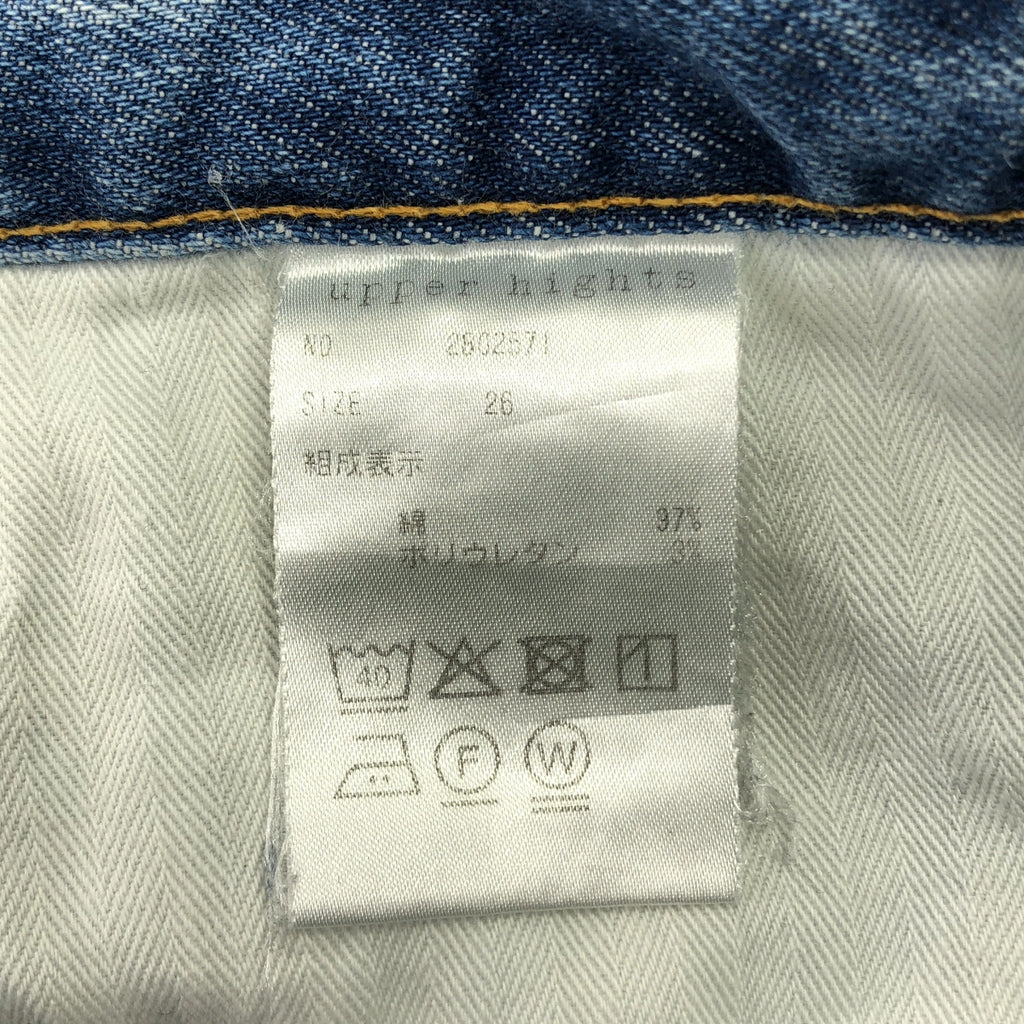 upper hights
NO 2802571
SIZE 26
組成表示
綿 97%
ポリウレタン 3%
40
F W